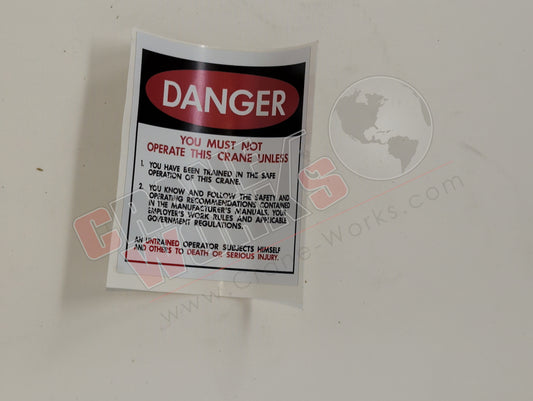 DANGER
YOU MUST NOT
OPERATE THIS CRANE UNLESS
1. YOU HAVE BEEN TRAINED IN THE SAFE
OPERATION OF THIS CRANE.
2. YOU KNOW AND FOLLOW THE SAFETY AND
OPERATING RECOMMENDATIONS CONTAINED
IN THE MANUFACTURER'S MANUALS, YOUR
EMPLOYER'S WORK RULES AND APPLICABLE
GOVERNMENT REGULATIONS.
AN UNTRAINED OPERATOR SUBJECTS HIMSELF
AND OTHERS TO DEATH OR SERIOUS INJURY.
CRANE
WORKS
www.Crane-Works.com